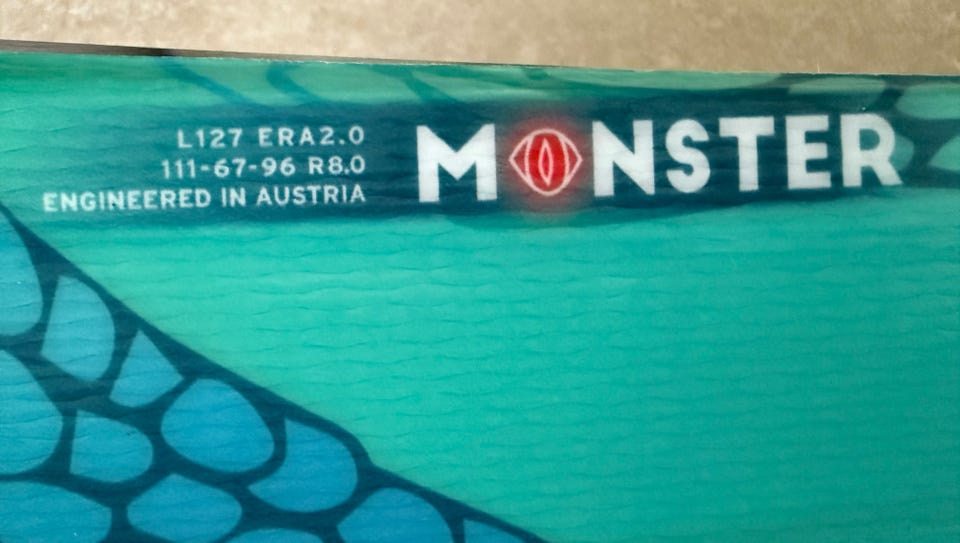 L127 ERA2.0
111-67-96 R8.0
ENGINEERED IN AUSTRIA
MONSTER